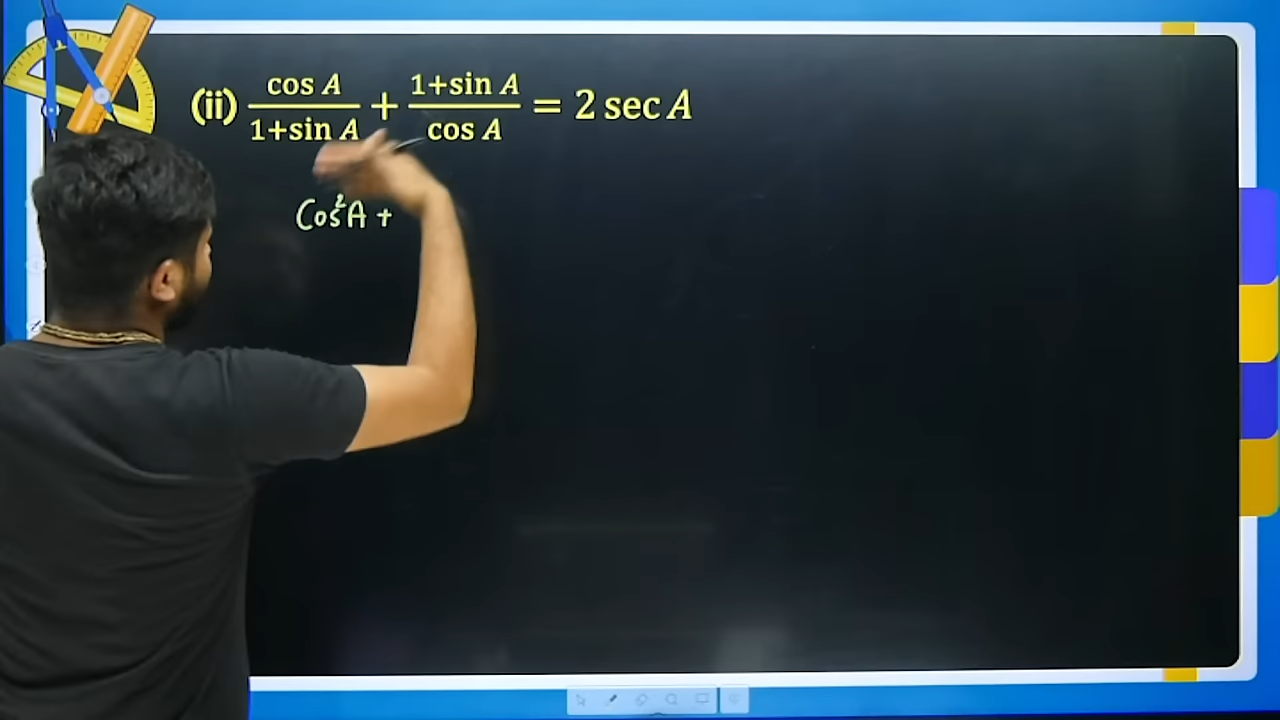 (ii) cos A / 1+sin A + 1+sin A / cos A = 2 sec A
Cos²A +